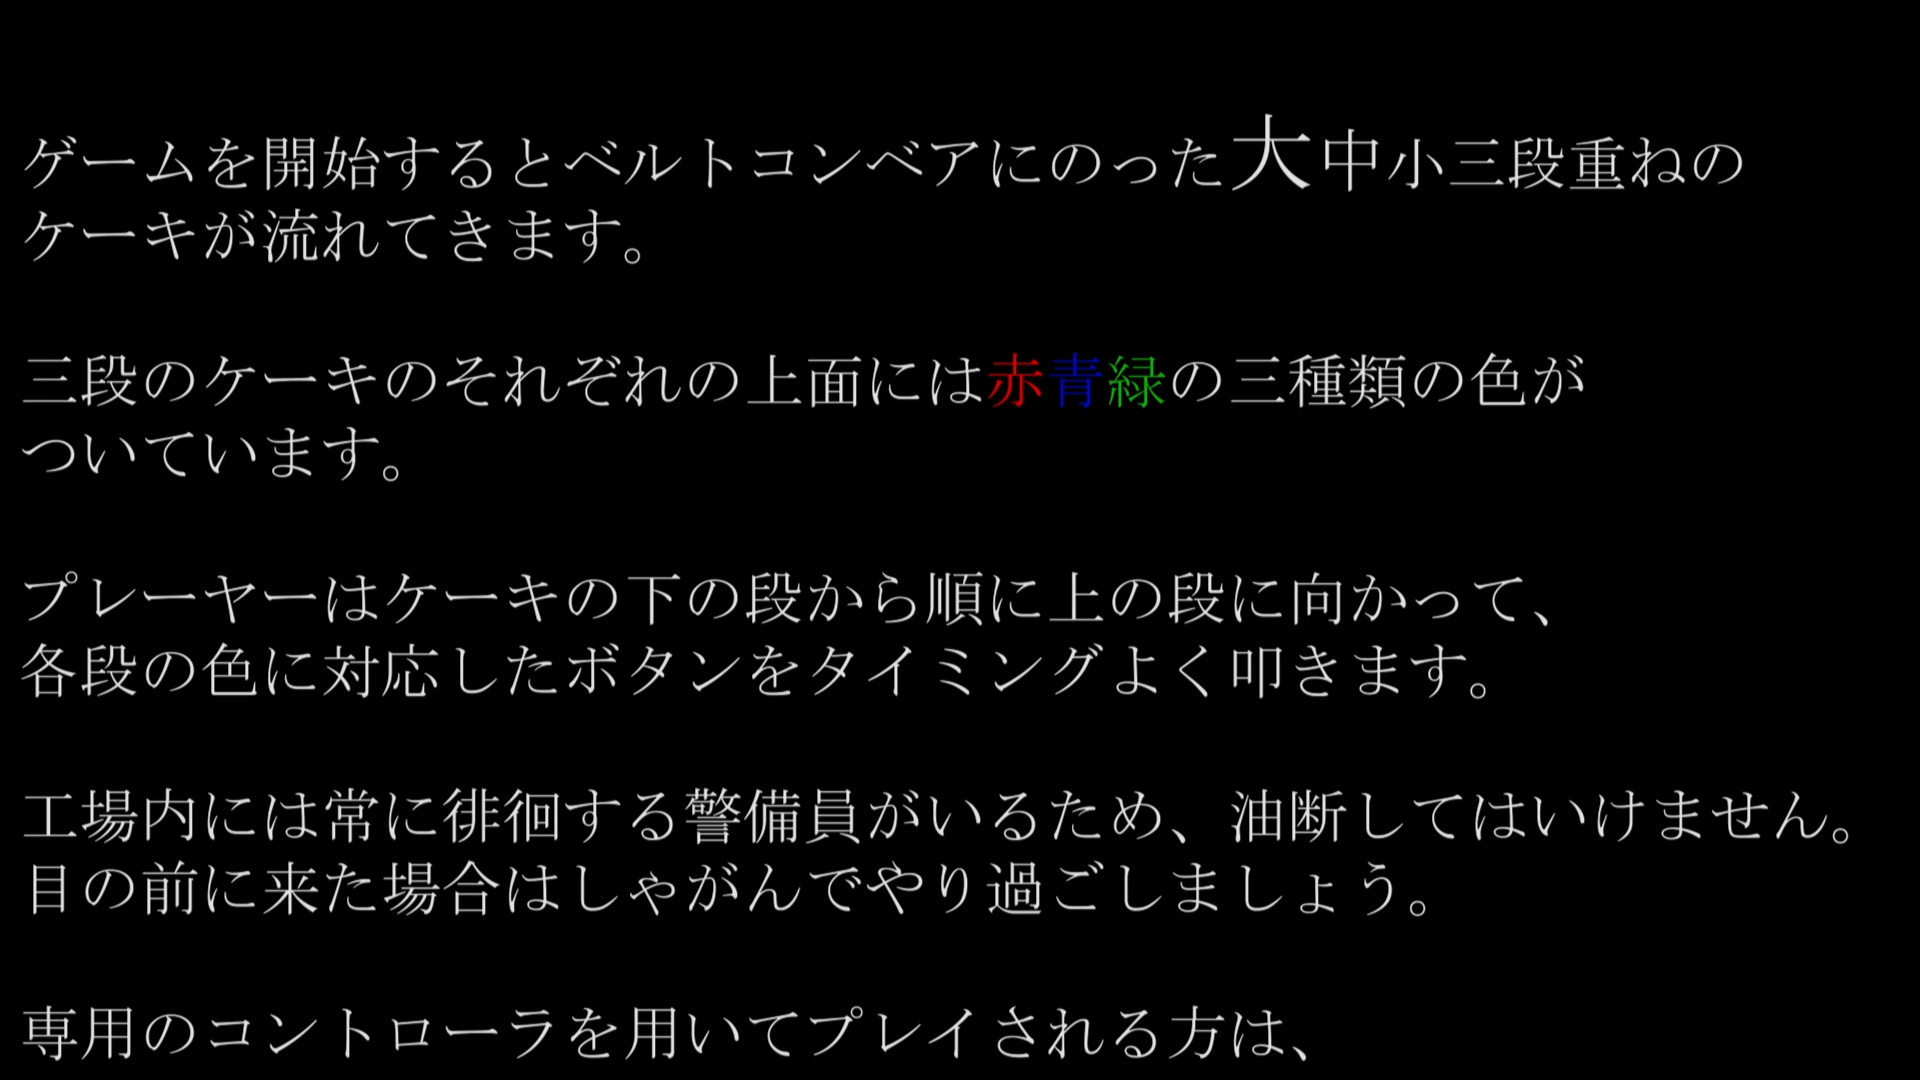 ゲームを開始するとベルトコンベアにのった大中小三段重ねの
ケーキが流れてきます。
三段のケーキのそれぞれの上面には赤青緑の三種類の色が
ついています。
プレーヤーはケーキの下の段から順に上の段に向かって、
各段の色に対応したボタンをタイミングよく叩きます。
工場内には常に徘徊する警備員がいるため、油断してはいけません。
目の前に来た場合はしゃがんでやり過ごしましょう。
専用のコントローラを用いてプレイされる方は、